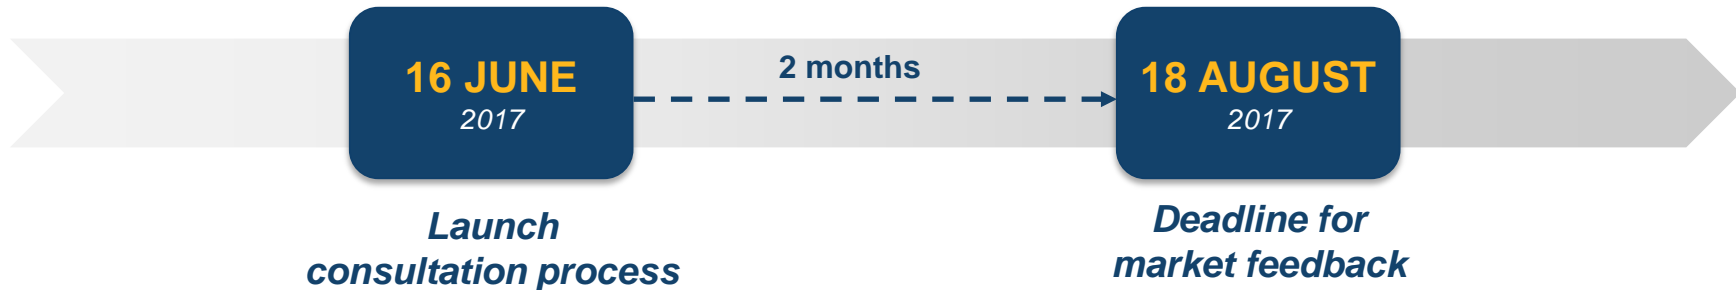 16 JUNE
2017
2 months
18 AUGUST
2017
Launch
consultation process
Deadline for
market feedback